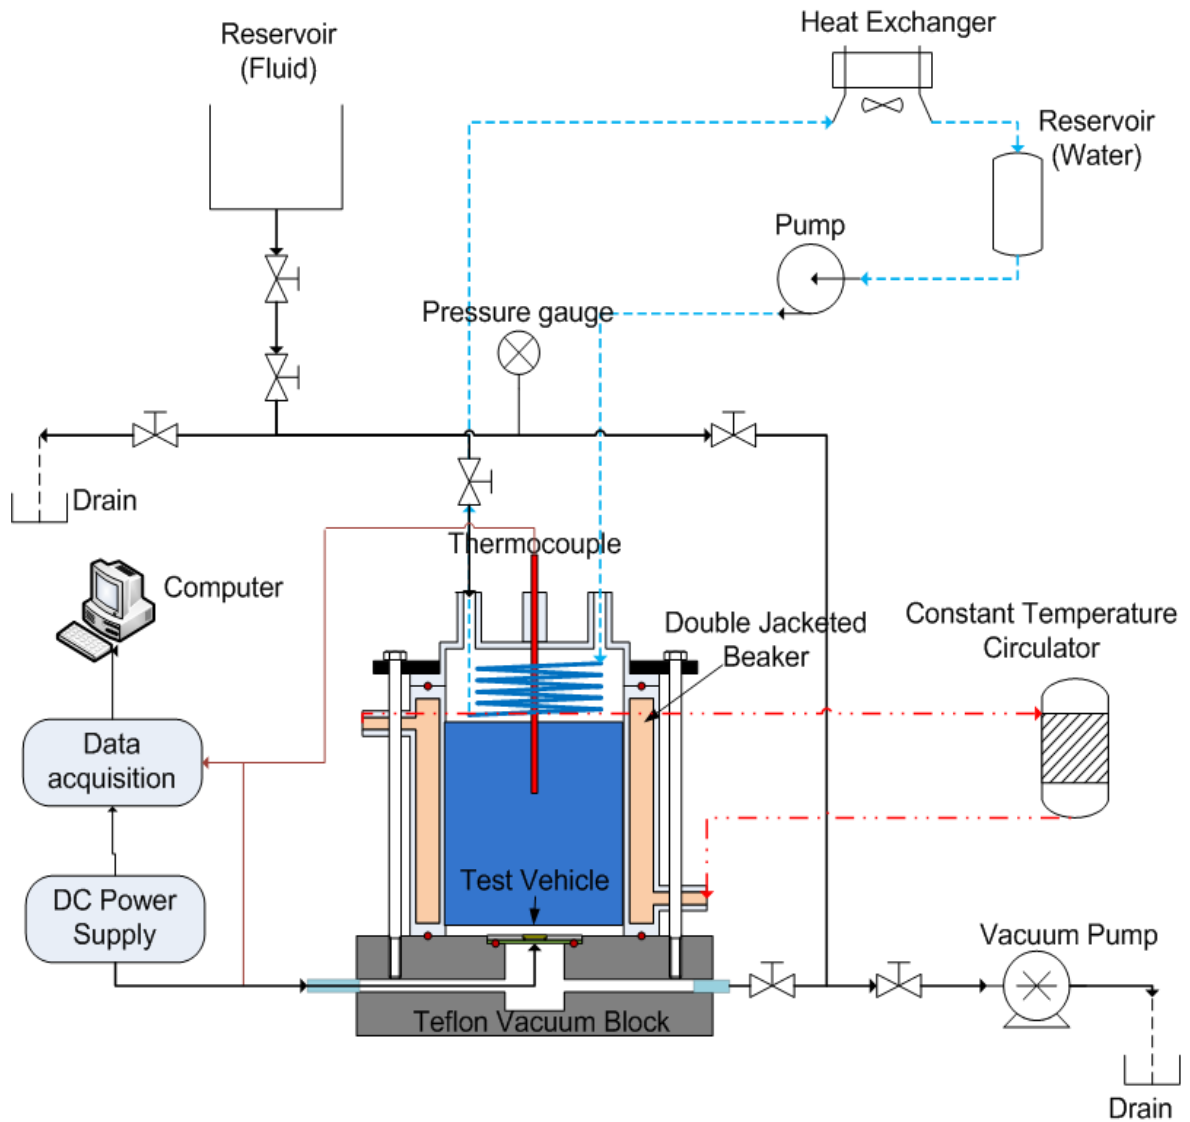 Heat Exchanger
Reservoir
(Fluid)
Reservoir
(Water)
Pump
Pressure gauge
Drain
Thermocouple
Computer
Double Jacketed
Beaker
Constant Temperature
Circulator
Data
acquisition
Test Vehicle
DC Power
Supply
Vacuum Pump
Teflon Vacuum Block
Drain